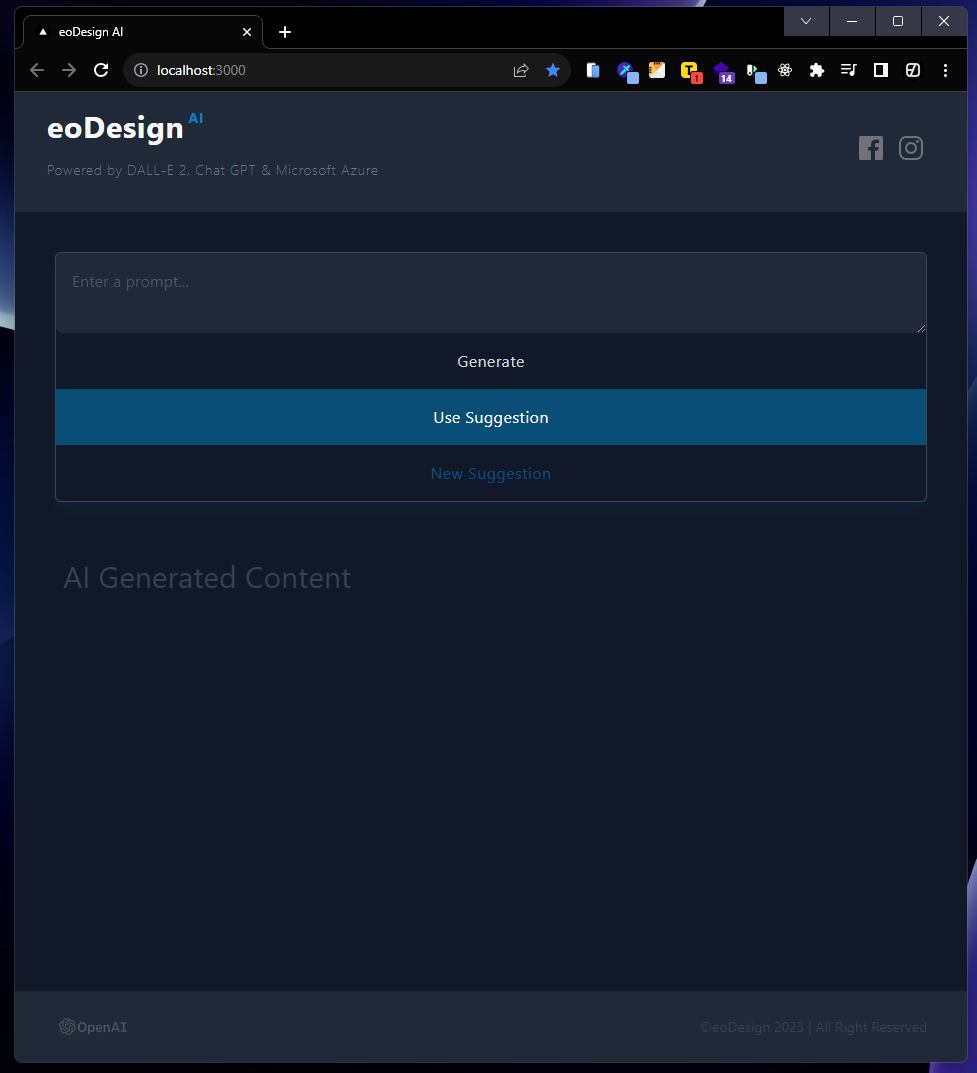 eoDesign AI
localhost:3000
1
14
eoDesign AI
Powered by DALL-E 2, Chat GPT & Microsoft Azure
Enter a prompt...
Generate
Use Suggestion
New Suggestion
AI Generated Content
OpenAI
©eoDesign 2023 | All Right Reserved